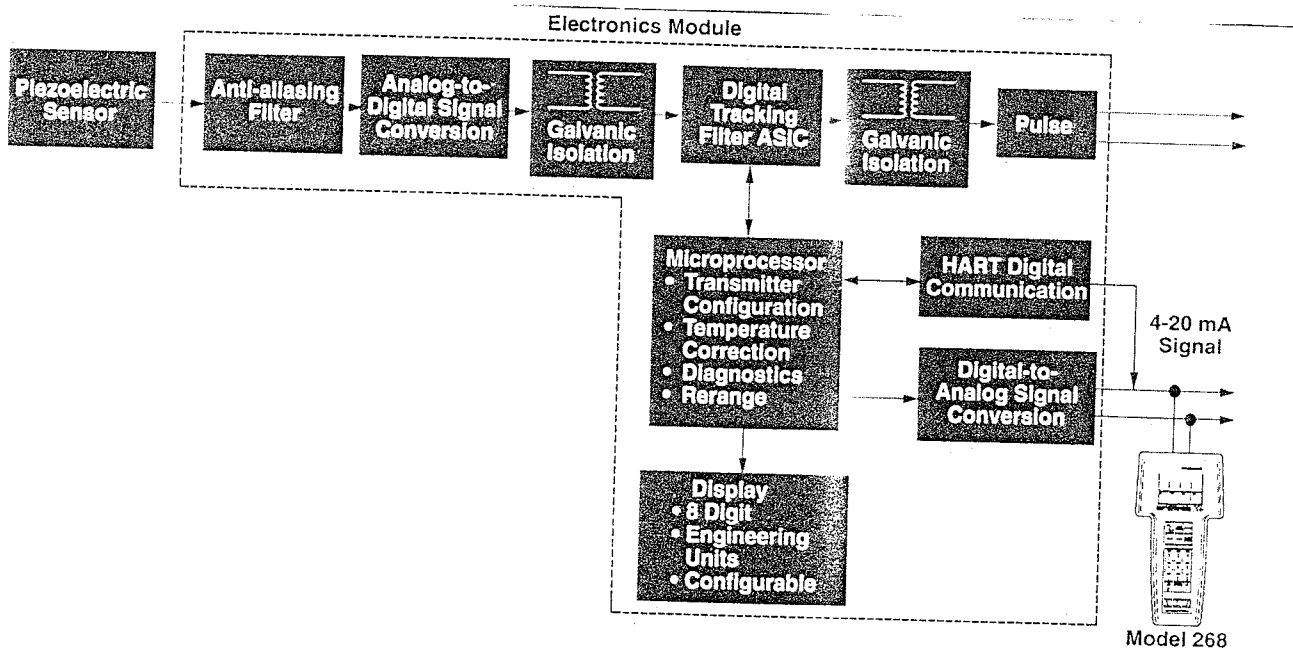 Electronics Module
Piezoelectric
Sensor
Anti-aliasing
Filter
Analog-to-
Digital Signal
Conversion
Galvanic
Isolation
Digital
Tracking
Filter ASIC
Galvanic
Isolation
Pulse
Microprocessor
• Transmitter
Configuration
• Temperature
Correction
• Diagnostics
• Rerange
HART Digital
Communication
4-20 mA
Signal
Digital-to-
Analog Signal
Conversion
Display
• 8 Digit
• Engineering
Units
• Configurable
Model 268